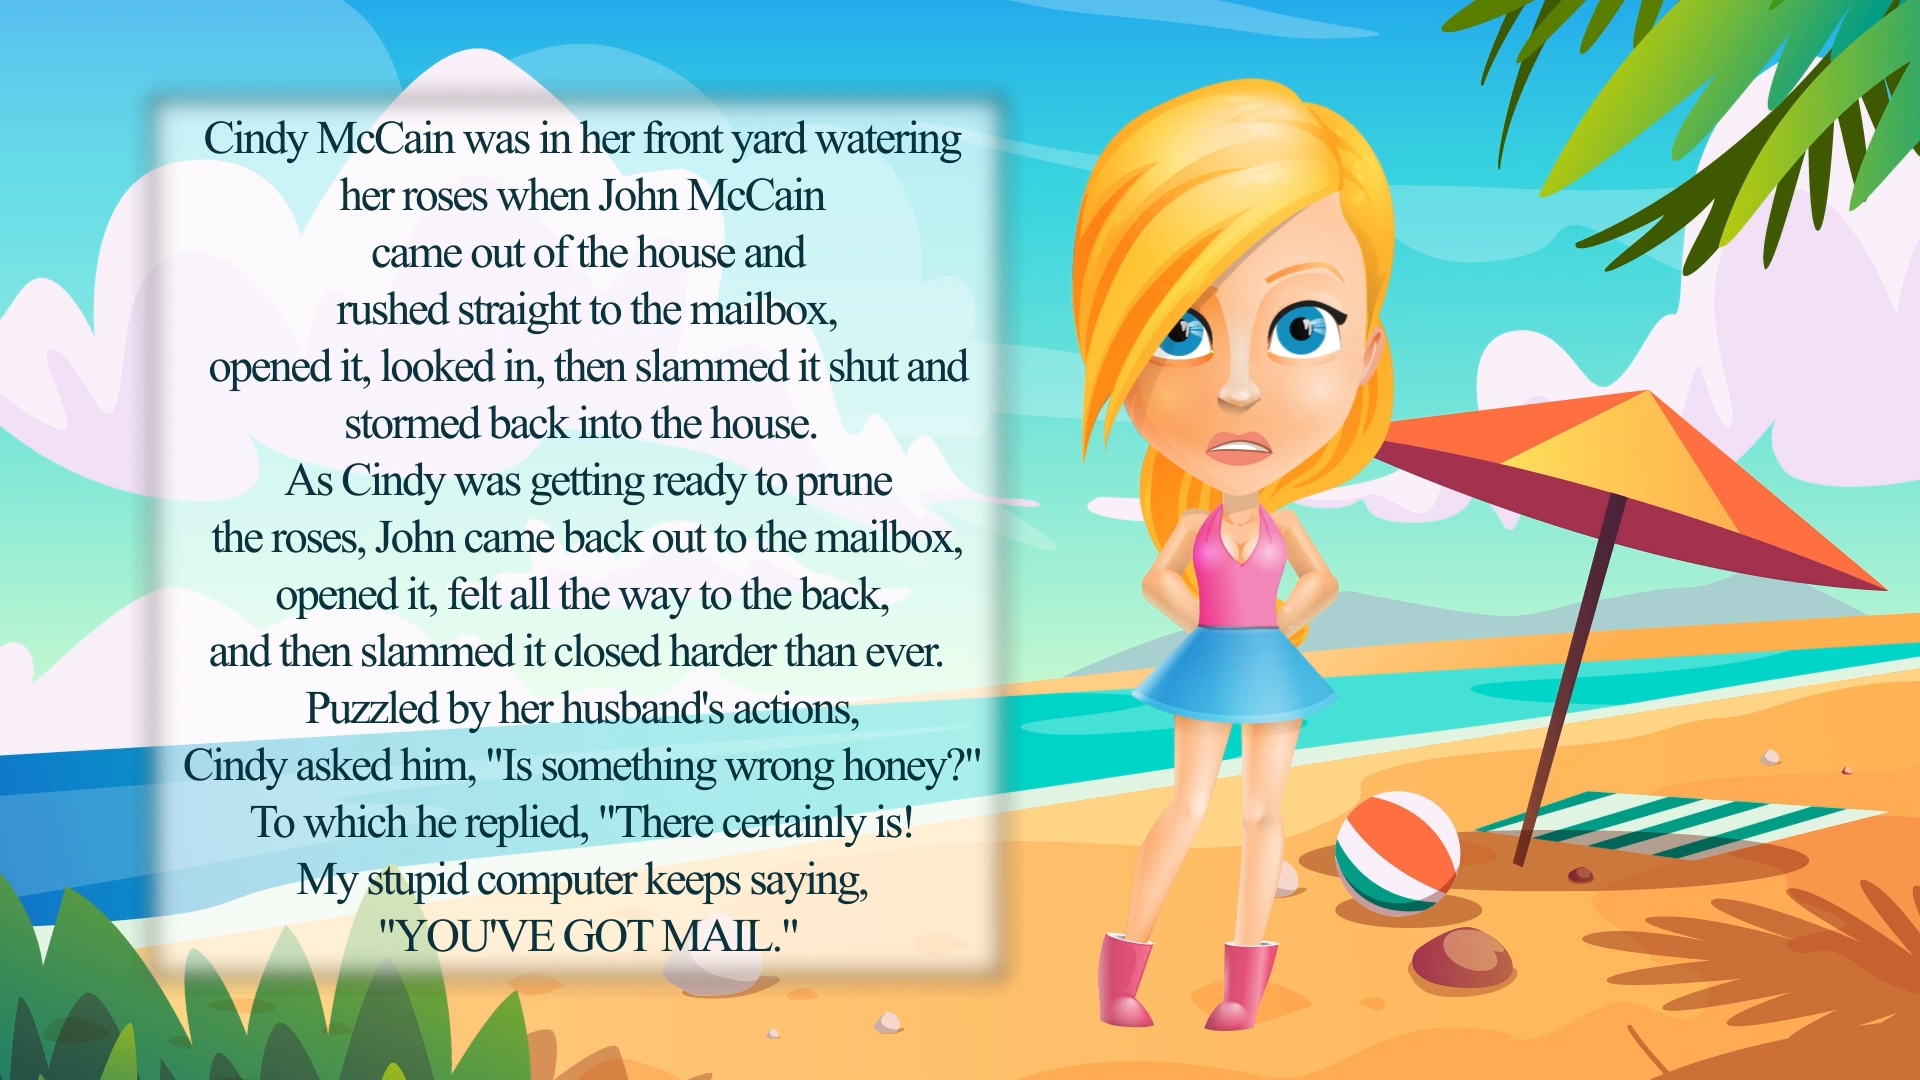 Cindy McCain was in her front yard watering
her roses when John McCain
came out of the house and
rushed straight to the mailbox,
opened it, looked in, then slammed it shut and
stormed back into the house.
As Cindy was getting ready to prune
the roses, John came back out to the mailbox,
opened it, felt all the way to the back,
and then slammed it closed harder than ever.
Puzzled by her husband's actions,
Cindy asked him, "Is something wrong honey?"
To which he replied, "There certainly is!
My stupid computer keeps saying,
"YOU'VE GOT MAIL."